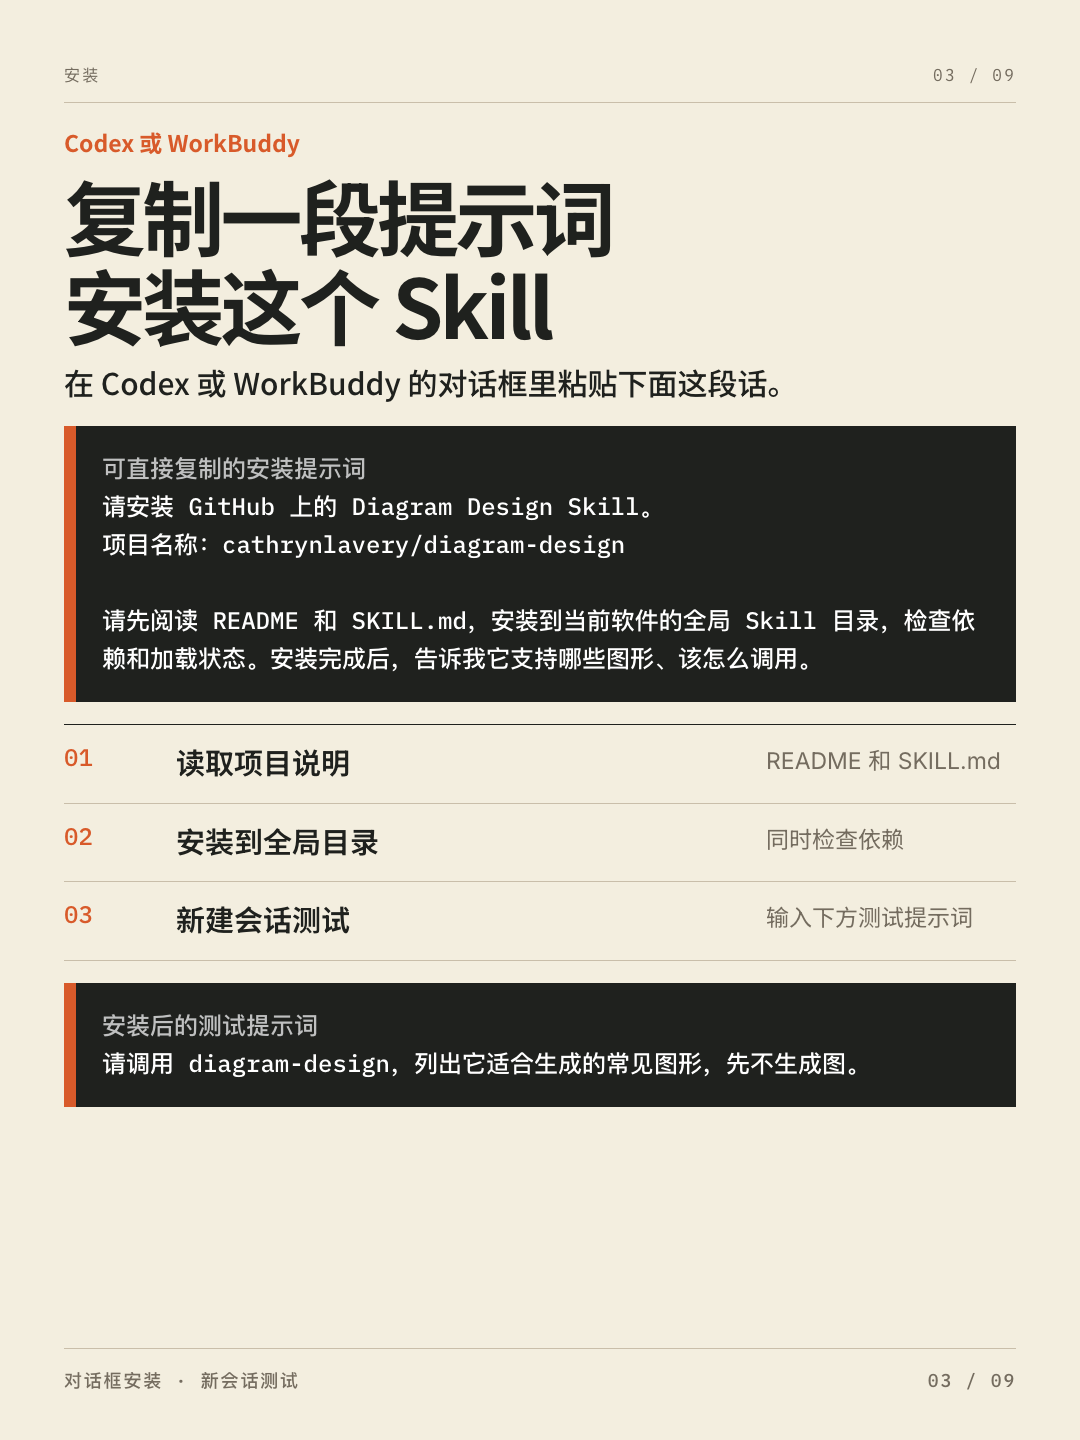 安装
03 / 09
Codex 或 WorkBuddy
复制一段提示词
安装这个 Skill
在 Codex 或 WorkBuddy 的对话框里粘贴下面这段话。
可直接复制的安装提示词
请安装 GitHub 上的 Diagram Design Skill。
项目名称：cathrynlavery/diagram-design
请先阅读 README 和 SKILL.md，安装到当前软件的全局 Skill 目录，检查依
赖和加载状态。安装完成后，告诉我它支持哪些图形、该怎么调用。
01 读取项目说明 README 和 SKILL.md
02 安装到全局目录 同时检查依赖
03 新建会话测试 输入下方测试提示词
安装后的测试提示词
请调用 diagram-design，列出它适合生成的常见图形，先不生成图。
对话框安装 · 新会话测试
03 / 09